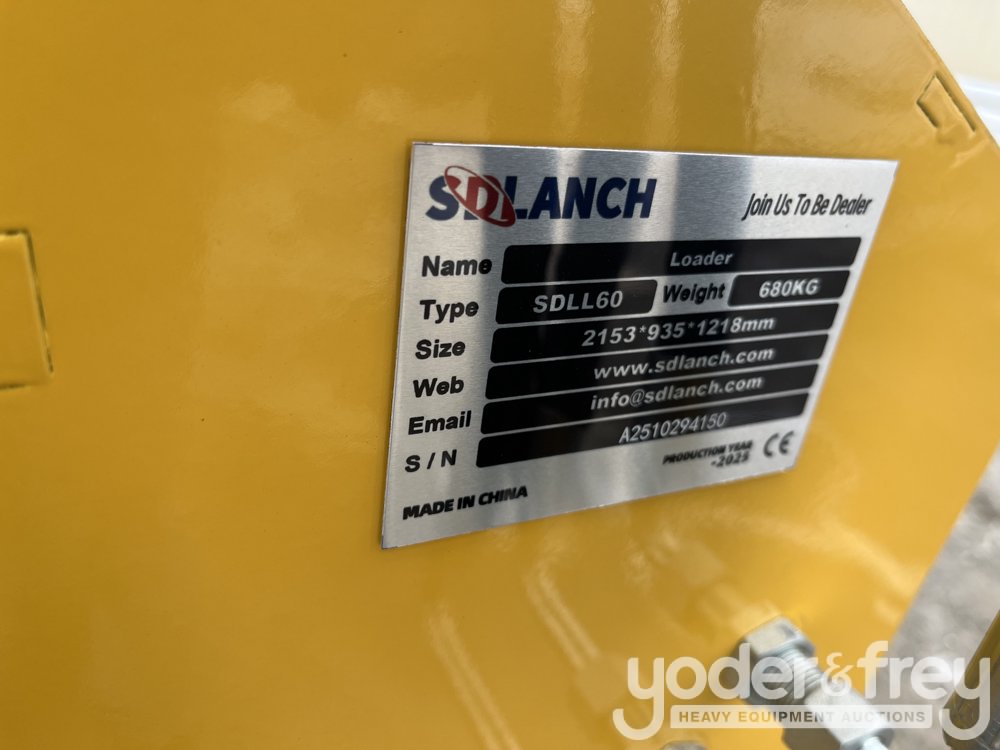 SDLANCH Join Us To Be Dealer
Name Loader
Type SDLL60 Weight 680KG
Size 2153*935*1218mm
Web www.sdlanch.com
Email info@sdlanch.com
S / N A2510294150
PRODUCTION YEAR
-2025 CE
MADE IN CHINA
yoder&frey
HEAVY EQUIPMENT AUCTIONS